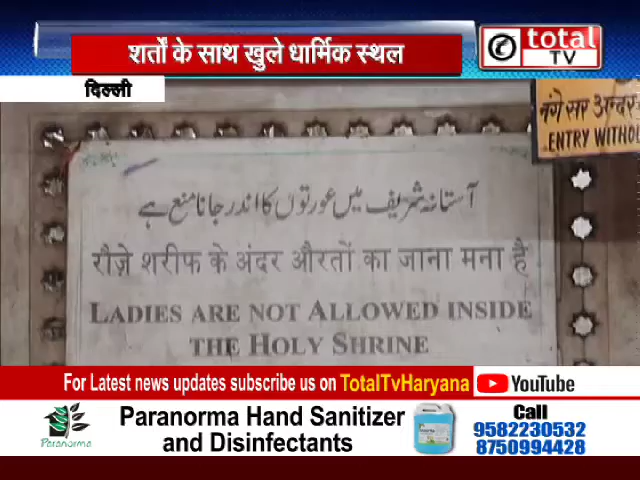 शर्तों के साथ खुले धार्मिक स्थल
total
TV
दिल्ली
नंगे सर अन्दर
ENTRY WITHO
آستانہ شریف میں عورتوں کا اندر جانا منع ہے
रौज़े शरीफ के अंदर औरतों का जाना मना है
LADIES ARE NOT ALLOWED INSIDE
THE HOLY SHRINE
For Latest news updates subscribe us on TotalTvHaryana YouTube
Paranorma
Paranorma Hand Sanitizer
and Disinfectants
Call
9582230532
8750994428